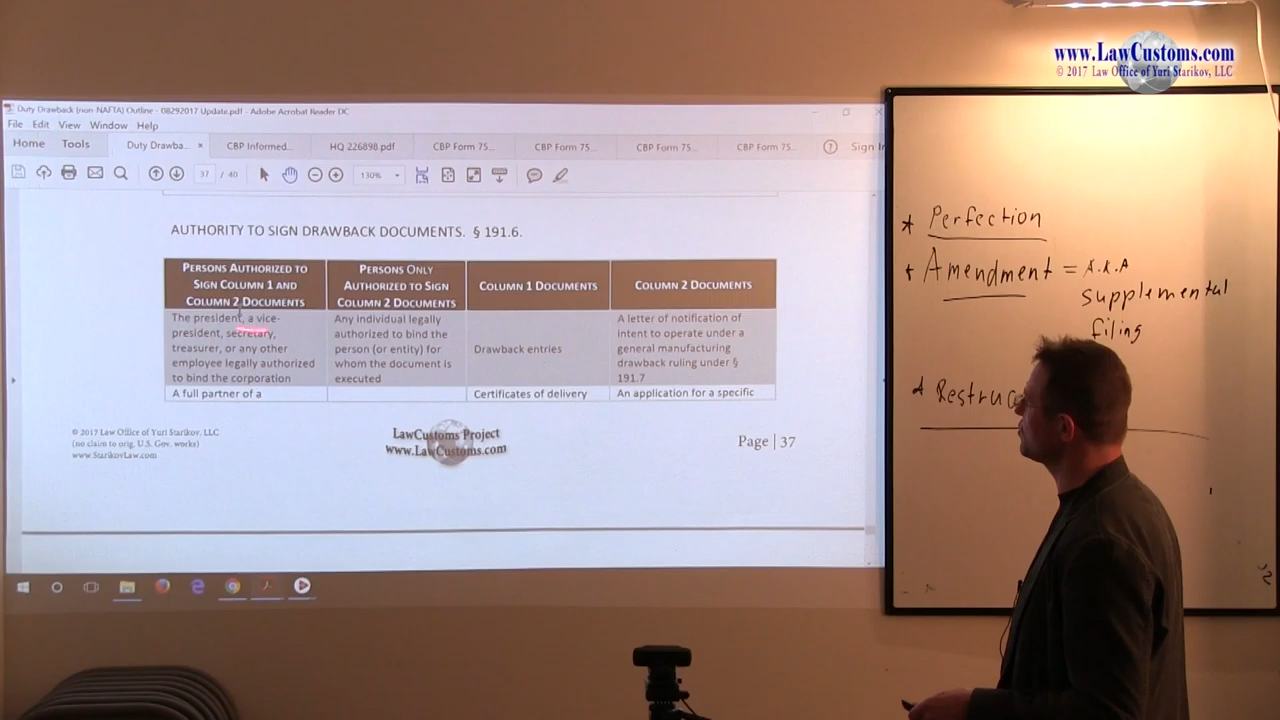 www.LawCustoms.com
© 2017 Law Office of Yuri Starikov, LLC
Duty Drawback (non-NAFTA) Outline - 08292017 Update.pdf - Adobe Acrobat Reader DC
File Edit View Window Help
Home Tools Duty Drawba... × CBP Informed... HQ 226898.pdf CBP Form 75... CBP Form 75... CBP Form 75... CBP Form 75... Sign In
37 / 40 130%
AUTHORITY TO SIGN DRAWBACK DOCUMENTS. § 191.6.
PERSONS AUTHORIZED TO
SIGN COLUMN 1 AND
COLUMN 2 DOCUMENTS
PERSONS ONLY
AUTHORIZED TO SIGN
COLUMN 2 DOCUMENTS
COLUMN 1 DOCUMENTS
COLUMN 2 DOCUMENTS
The president, a vice-
president, secretary,
treasurer, or any other
employee legally authorized
to bind the corporation
Any individual legally
authorized to bind the
person (or entity) for
whom the document is
executed
Drawback entries
A letter of notification of
intent to operate under a
general manufacturing
drawback ruling under §
191.7
A full partner of a
Certificates of delivery
An application for a specific
© 2017 Law Office of Yuri Starikov, LLC
(no claim to orig. U.S. Gov. works)
www.StarikovLaw.com
LawCustoms Project
www.LawCustoms.com
Page | 37
* Perfection
* Amendment = A.K.A
supplemental
filing
* Restruc